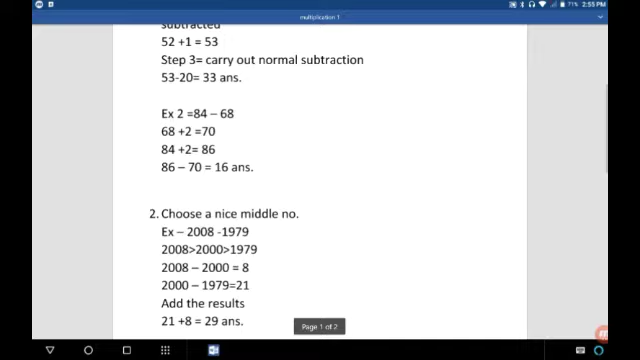 71% 2:55 PM
multiplication 1
subtracted
52 +1 = 53
Step 3= carry out normal subtraction
53-20= 33 ans.
Ex 2 =84 – 68
68 +2 =70
84 +2= 86
86 – 70 = 16 ans.
2. Choose a nice middle no.
Ex – 2008 -1979
2008>2000>1979
2008 – 2000 = 8
2000 – 1979=21
Add the results
21 +8 = 29 ans.
Page 1 of 2